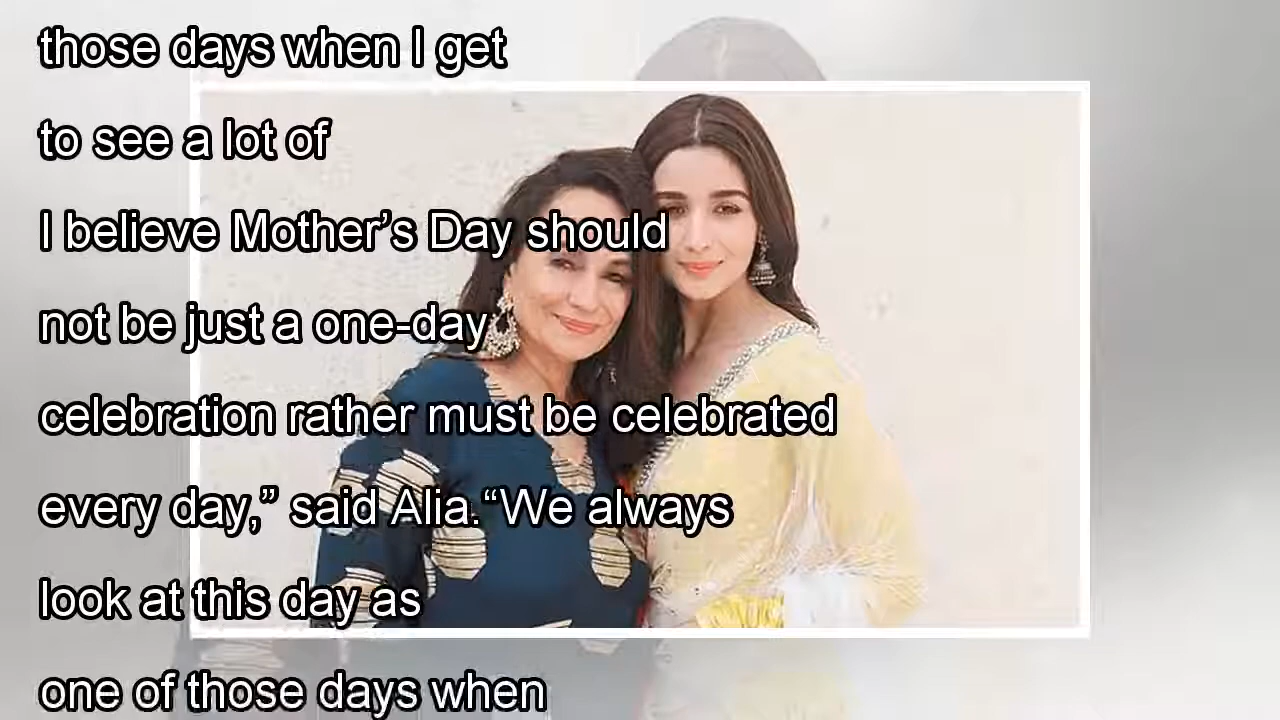 those days when I get
to see a lot of
I believe Mother’s Day should
not be just a one-day
celebration rather must be celebrated
every day,” said Alia.“We always
look at this day as
one of those days when